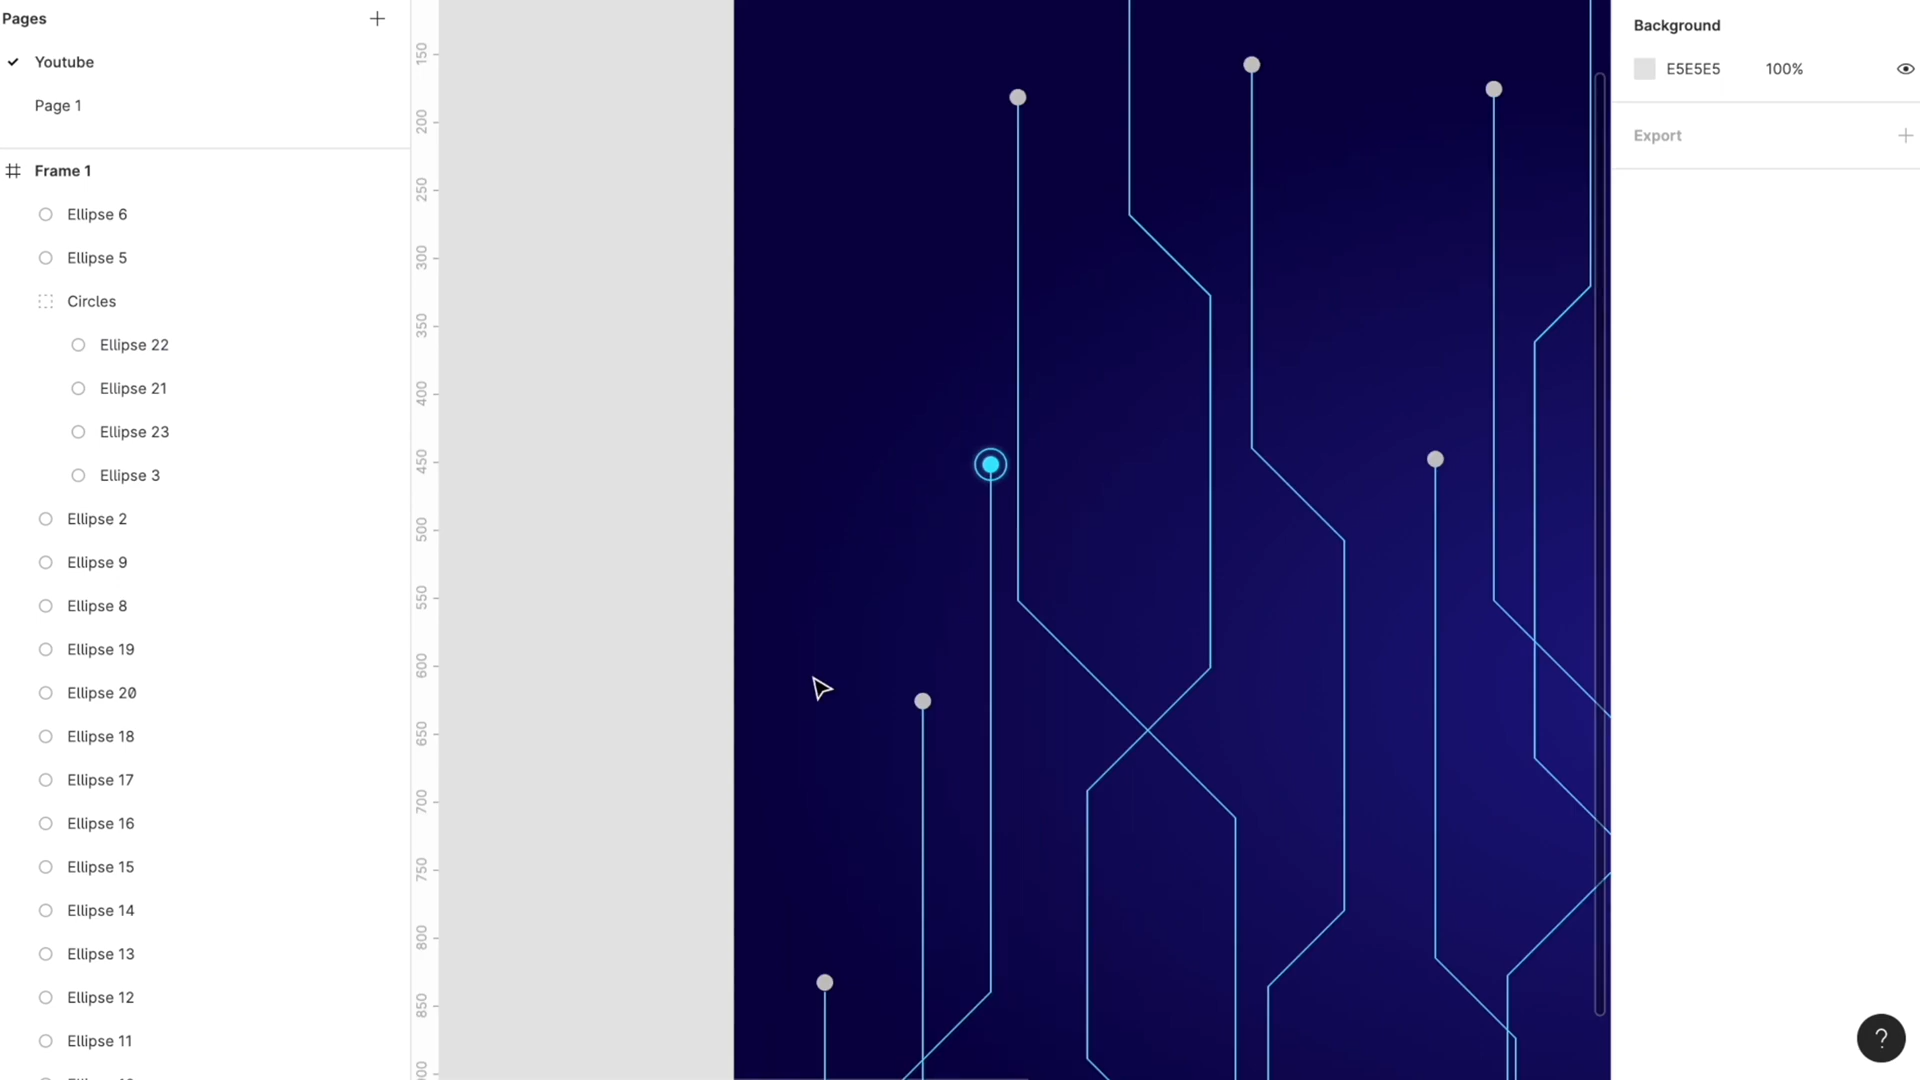 Pages
Youtube
Page 1
Frame 1
Ellipse 6
Ellipse 5
Circles
Ellipse 22
Ellipse 21
Ellipse 23
Ellipse 3
Ellipse 2
Ellipse 9
Ellipse 8
Ellipse 19
Ellipse 20
Ellipse 18
Ellipse 17
Ellipse 16
Ellipse 15
Ellipse 14
Ellipse 13
Ellipse 12
Ellipse 11
150
200
250
300
350
400
450
500
550
600
650
700
750
800
850
Background
E5E5E5 100%
Export
?